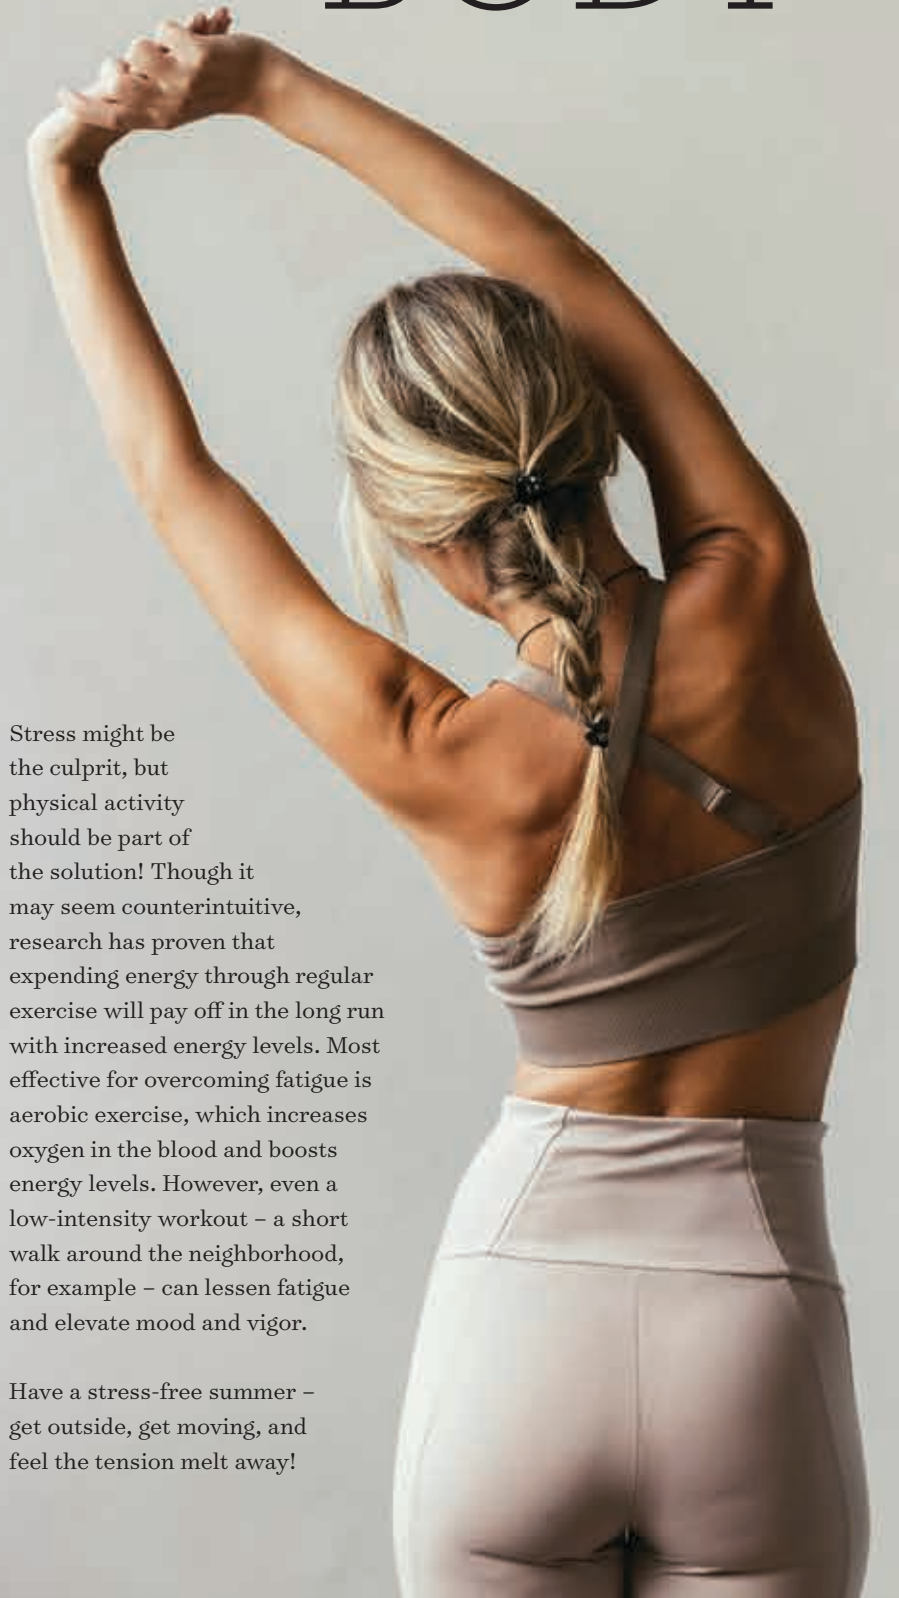 BODY
Stress might be
the culprit, but
physical activity
should be part of
the solution! Though it
may seem counterintuitive,
research has proven that
expending energy through regular
exercise will pay off in the long run
with increased energy levels. Most
effective for overcoming fatigue is
aerobic exercise, which increases
oxygen in the blood and boosts
energy levels. However, even a
low-intensity workout – a short
walk around the neighborhood,
for example – can lessen fatigue
and elevate mood and vigor.
Have a stress-free summer –
get outside, get moving, and
feel the tension melt away!